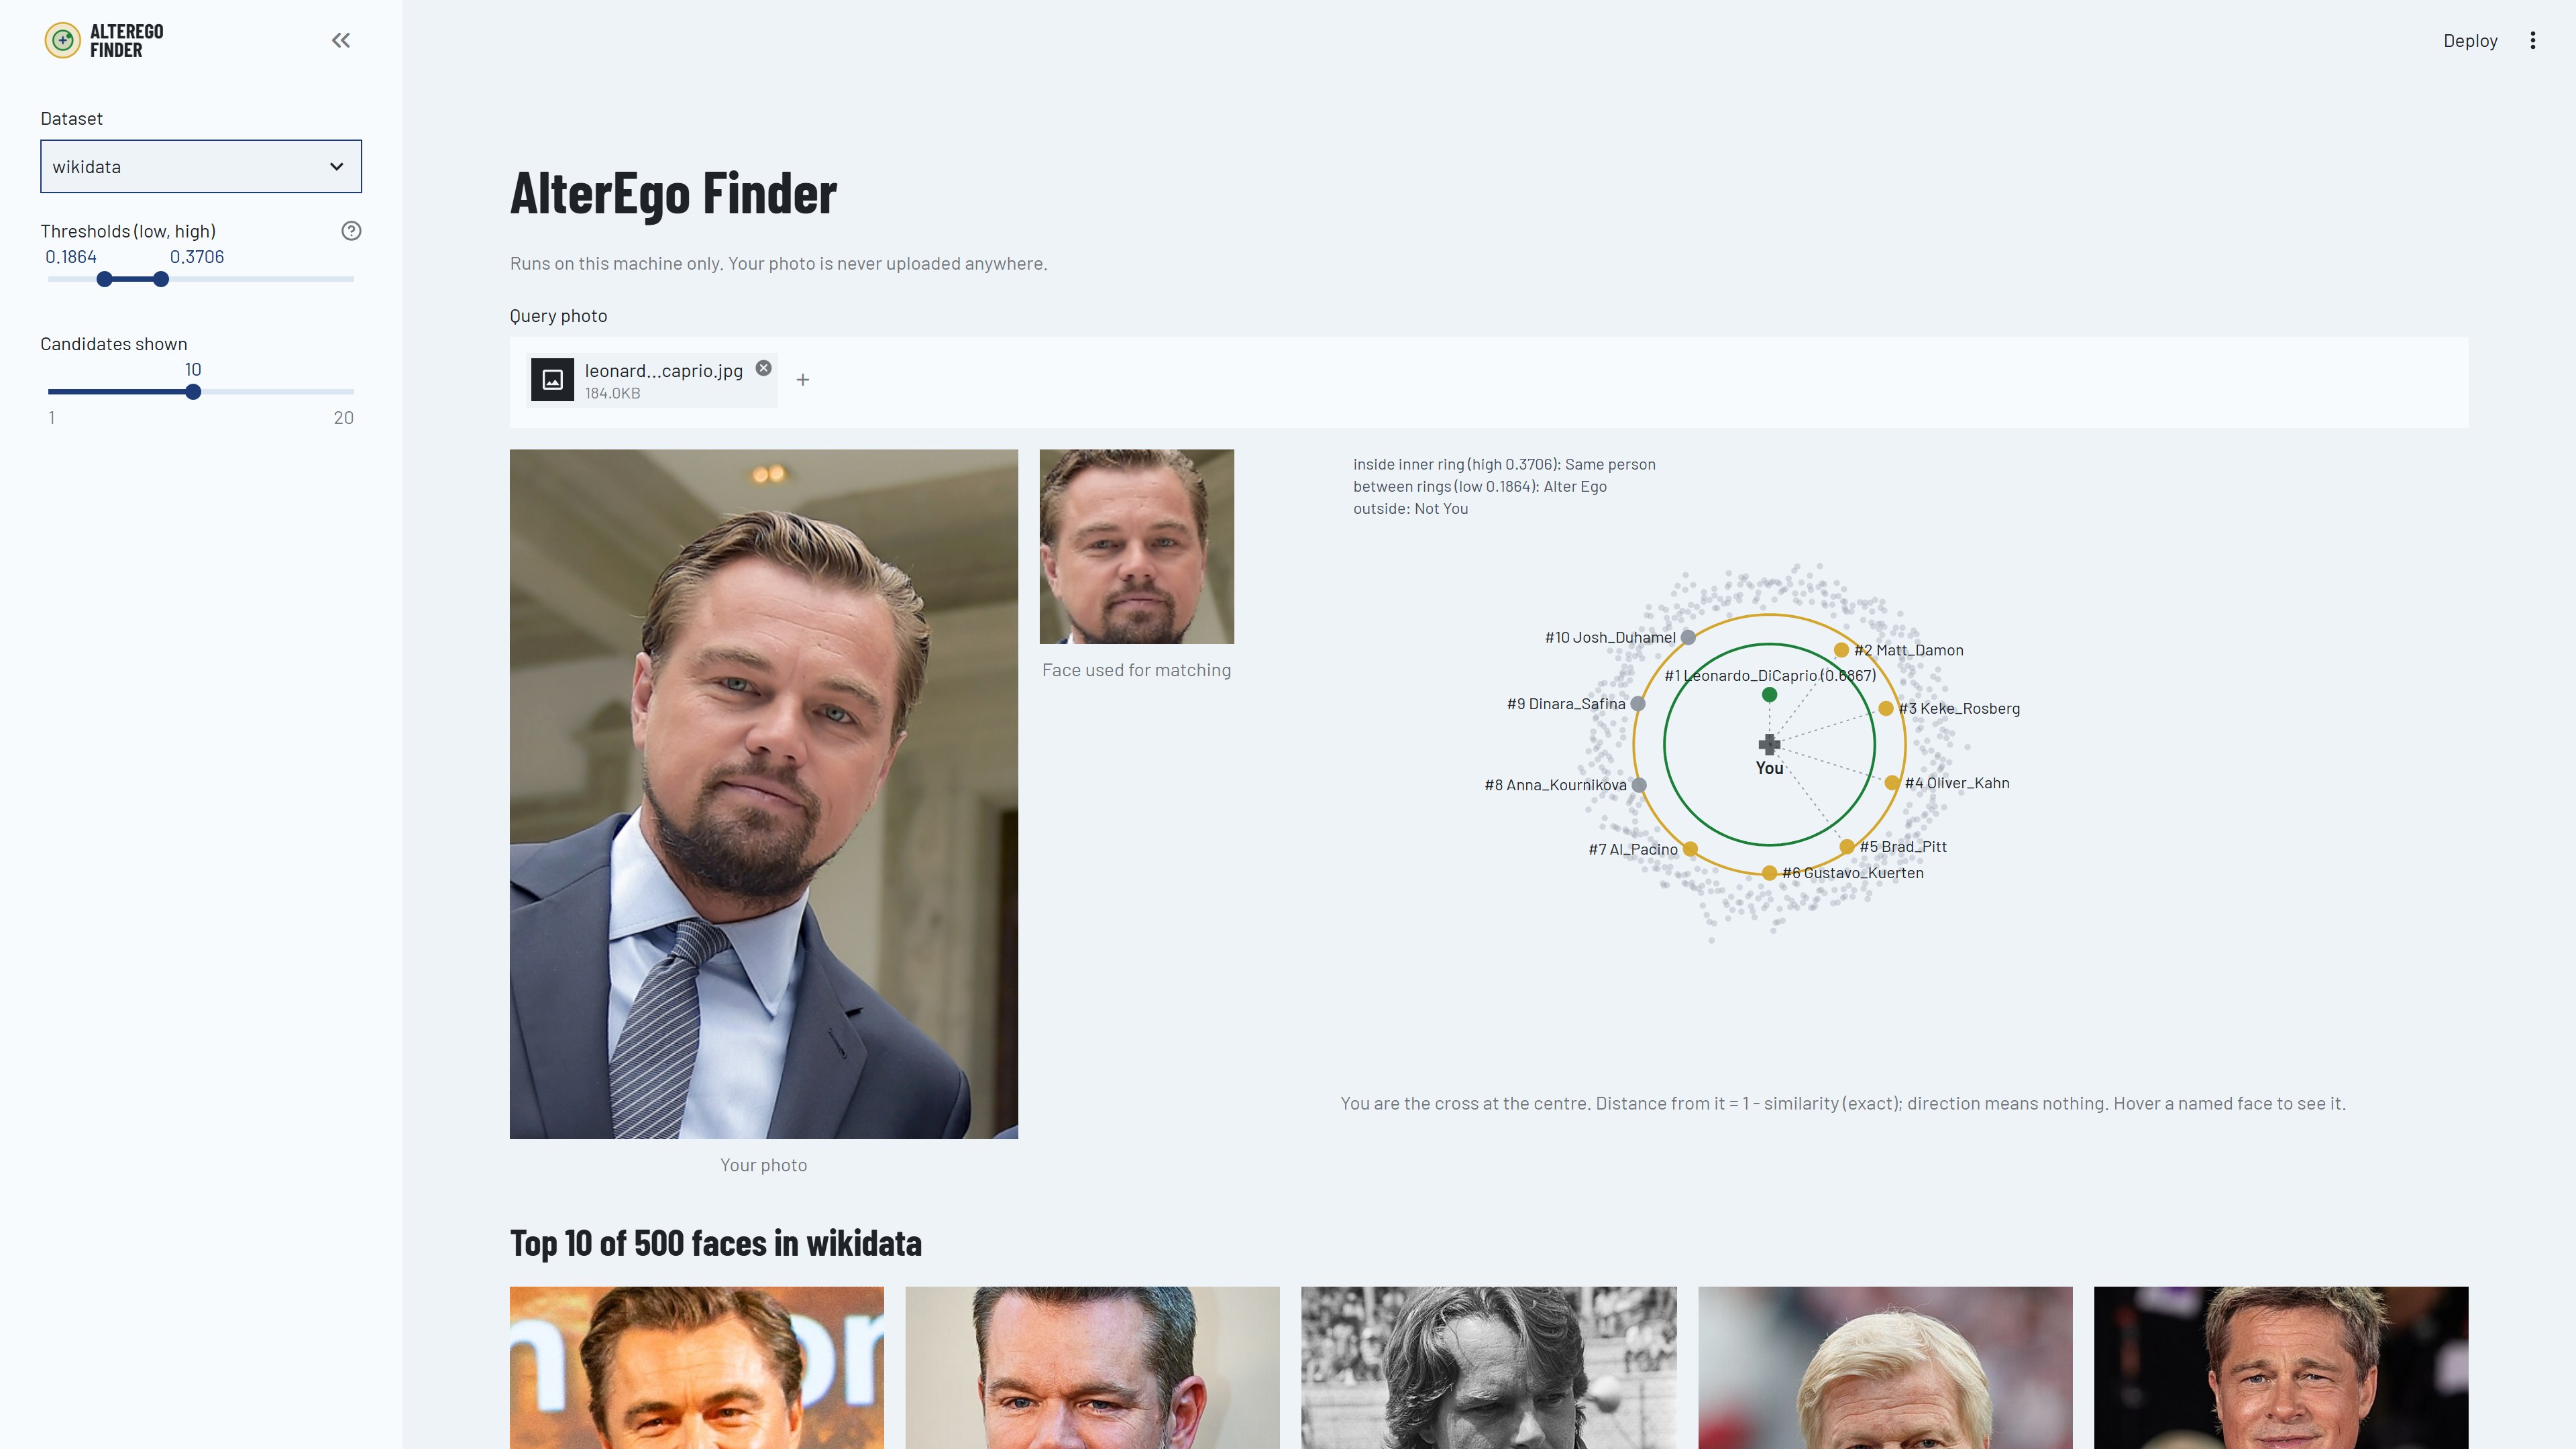 ALTEREGO
FINDER
Deploy
Dataset
wikidata
Thresholds (low, high)
0.1864 0.3706
Candidates shown
10
1 20
AlterEgo Finder
Runs on this machine only. Your photo is never uploaded anywhere.
Query photo
leonard...caprio.jpg
184.0KB
Face used for matching
Your photo
inside inner ring (high 0.3706): Same person
between rings (low 0.1864): Alter Ego
outside: Not You
#10 Josh_Duhamel
#2 Matt_Damon
#1 Leonardo_DiCaprio (0.6867)
#9 Dinara_Safina
#3 Keke_Rosberg
You
#8 Anna_Kournikova
#4 Oliver_Kahn
#7 Al_Pacino
#5 Brad_Pitt
#6 Gustavo_Kuerten
You are the cross at the centre. Distance from it = 1 - similarity (exact); direction means nothing. Hover a named face to see it.
Top 10 of 500 faces in wikidata